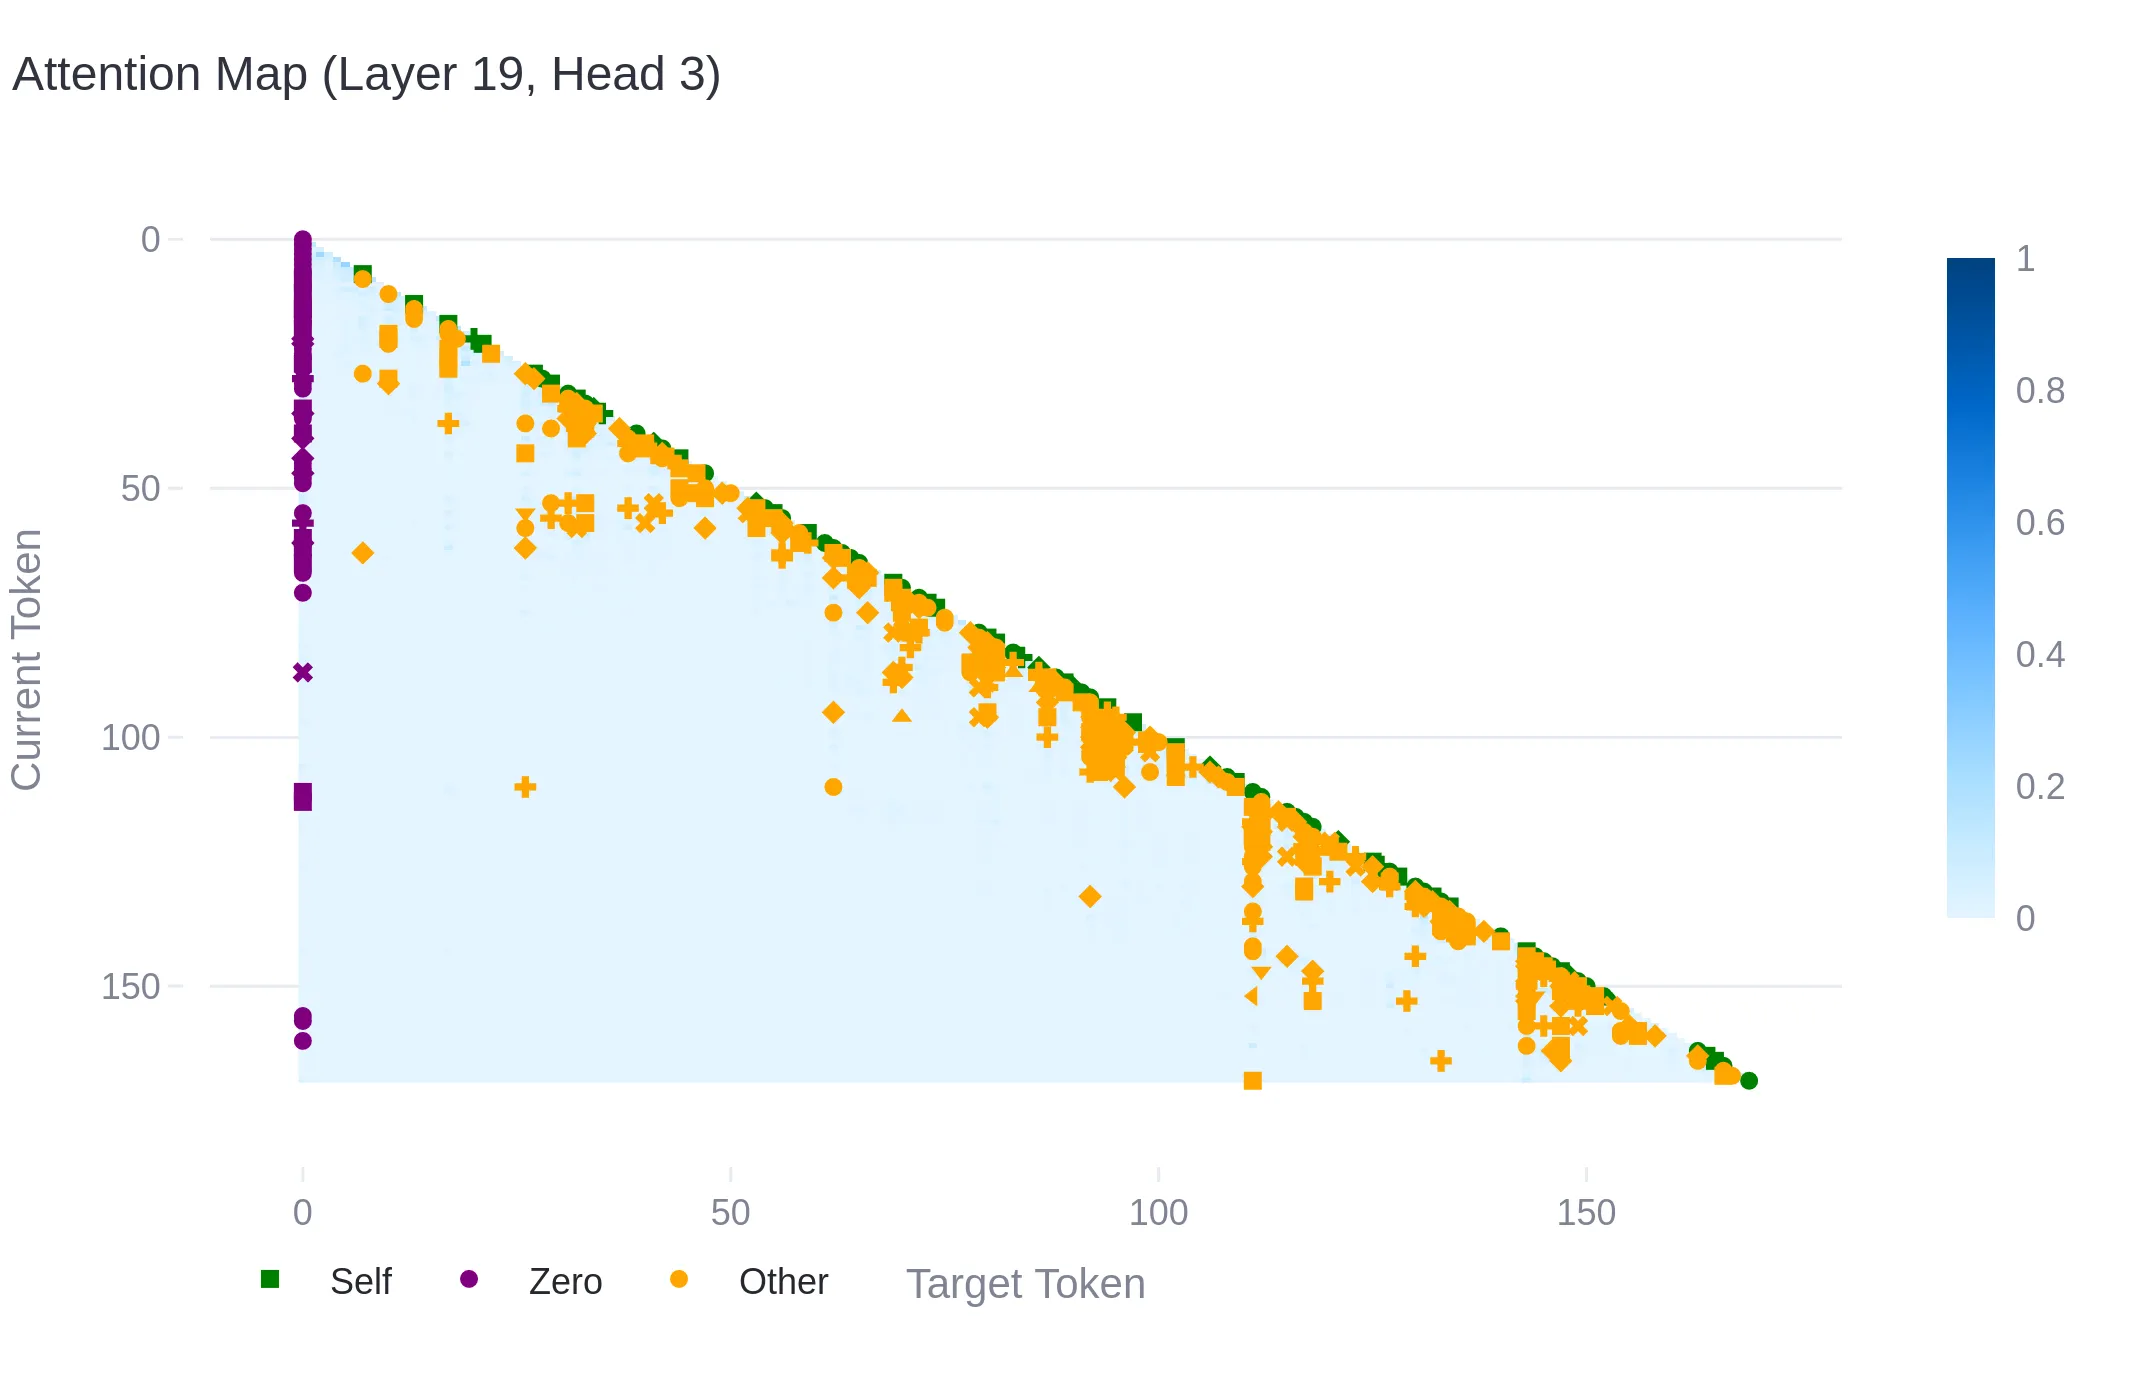 Attention Map (Layer 19, Head 3)
Current Token
0
50
100
150
0
50
100
150
Target Token
Self
Zero
Other
1
0.8
0.6
0.4
0.2
0